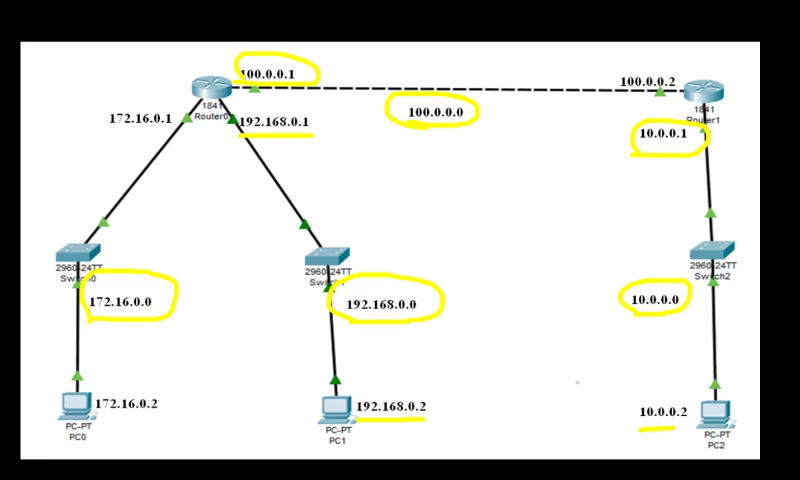 100.0.0.1
100.0.0.2
1841
Router0
172.16.0.1
192.168.0.1
100.0.0.0
1841
Router1
10.0.0.1
2960-24TT
Switch0
172.16.0.0
2960-24TT
192.168.0.0
2960-24TT
Switch2
10.0.0.0
172.16.0.2
PC-PT
PC0
192.168.0.2
PC-PT
PC1
10.0.0.2
PC-PT
PC2